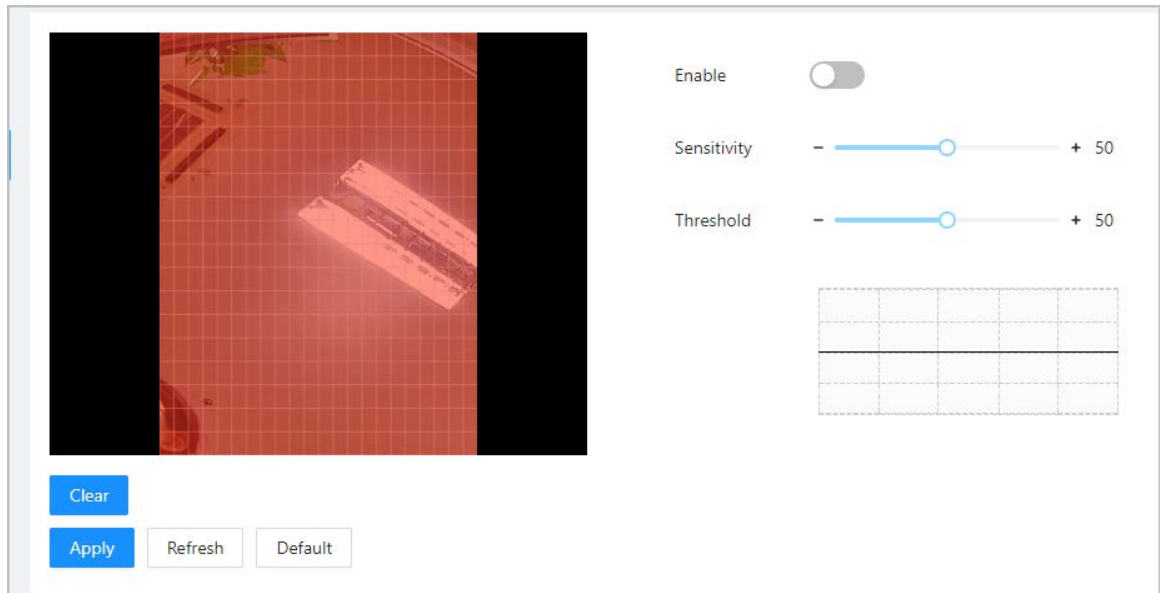 Enable
Sensitivity - + 50
Threshold - + 50
Clear
Apply Refresh Default